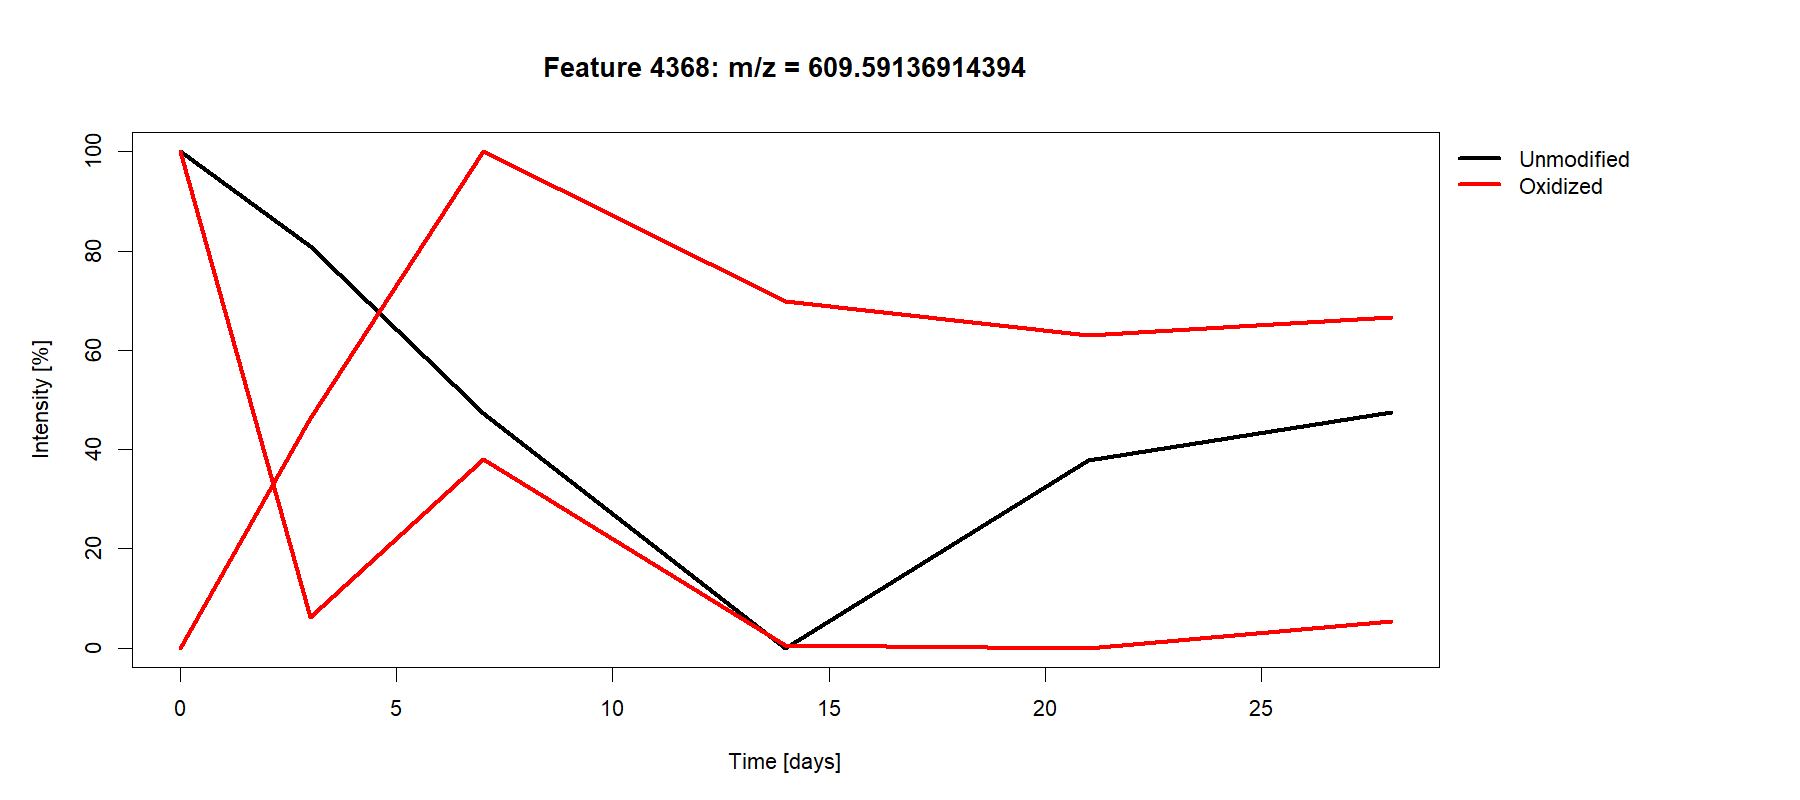 Feature 4368: m/z = 609.59136914394
Unmodified
Oxidized
Intensity [%]
100
80
60
40
20
0
0 5 10 15 20 25
Time [days]